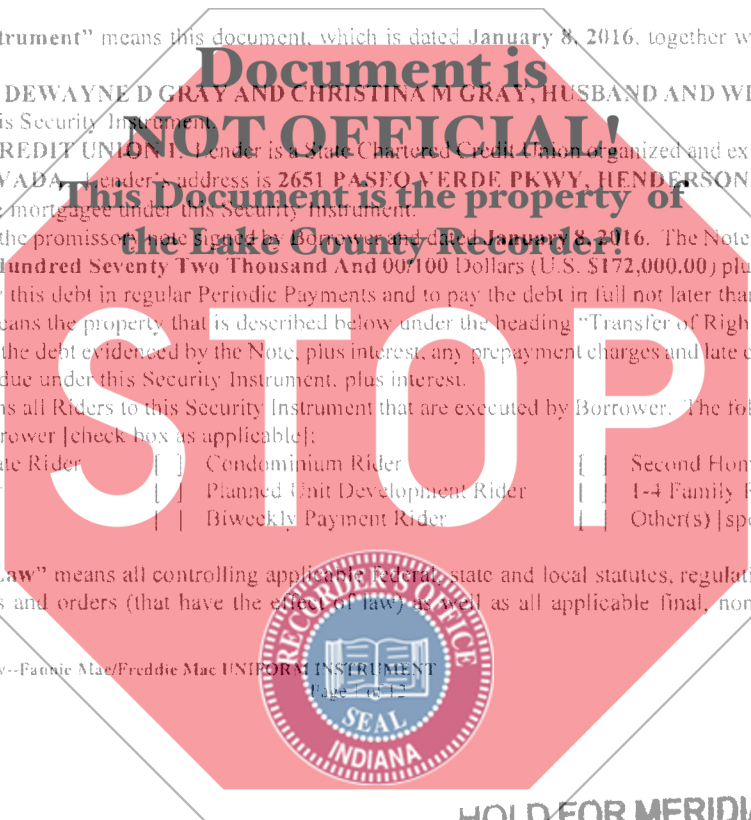 trument” means this document, which is dated January 8, 2016, together w
Document is
DEWAYNE D GRAY AND CHRISTINA M GRAY, HUSBAND AND WI
is Security Instrument.
NOT OFFICIAL!
REDIT UNION 1. Lender is a State Chartered Credit Union organized and ex
VADA. Lender's address is 2651 PASEO VERDE PKWY, HENDERSON
This Document is the property of
mortgagee under this Security Instrument.
the Lake County Recorder!
the promissory note signed by Borrower and dated January 8, 2016. The Note
Hundred Seventy Two Thousand And 00/100 Dollars (U.S. $172,000.00) plu
this debt in regular Periodic Payments and to pay the debt in full not later than
eans the property that is described below under the heading “Transfer of Righ
the debt evidenced by the Note, plus interest, any prepayment charges and late c
due under this Security Instrument, plus interest.
ns all Riders to this Security Instrument that are executed by Borrower. The fol
rower [check box as applicable]:
STOP
ate Rider [ ] Condominium Rider [ ] Second Hom
[ ] Planned Unit Development Rider [ ] 1-4 Family R
[ ] Biweekly Payment Rider [ ] Other(s) [spe
aw” means all controlling applicable federal, state and local statutes, regulati
s and orders (that have the effect of law) as well as all applicable final, non
RECORDER'S OFFICE
--Fannie Mae/Freddie Mac UNIFORM INSTRUMENT
Page 1 of 12
SEAL
INDIANA
HOLD FOR MERIDI